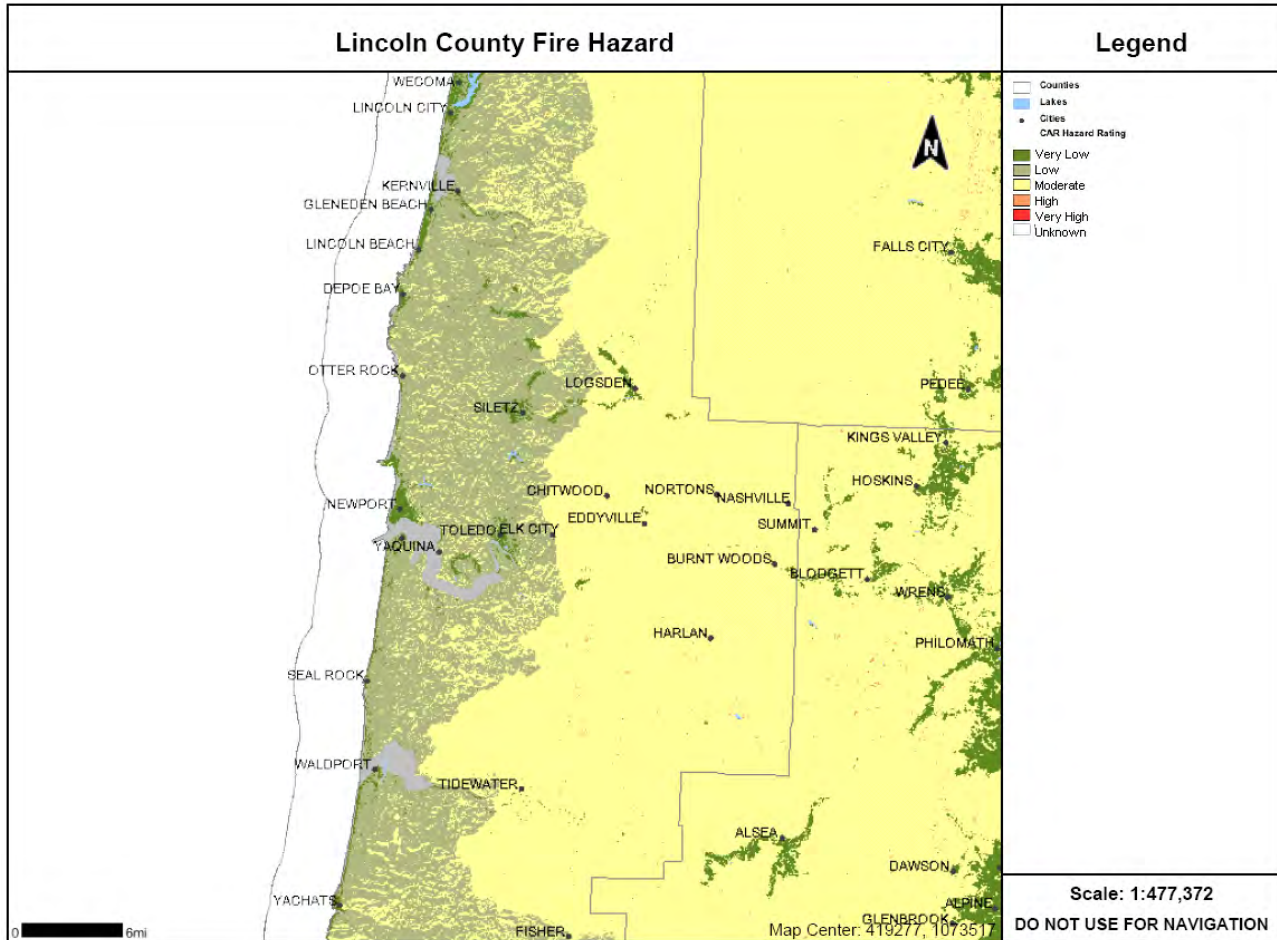 Lincoln County Fire Hazard
Legend
Counties
Lakes
Cities
CAR Hazard Rating
Very Low
Low
Moderate
High
Very High
Unknown
N
WECOMA
LINCOLN CITY
KERNVILLE
GLENEDEN BEACH
LINCOLN BEACH
FALLS CITY
DEPOE BAY
OTTER ROCK
LOGSDEN
PEDEE
SILETZ
KINGS VALLEY
HOSKINS
CHITWOOD
NORTONS
NASHVILLE
NEWPORT
EDDYVILLE
SUMMIT
TOLEDO
ELK CITY
YAQUINA
BURNT WOODS
BLODGETT
WRENS
HARLAN
PHILOMATH
SEAL ROCK
WALDPORT
TIDEWATER
ALSEA
DAWSON
YACHATS
ALPINE
GLENBROOK
FISHER
0 6mi
Map Center: 419277, 1073517
Scale: 1:477,372
DO NOT USE FOR NAVIGATION